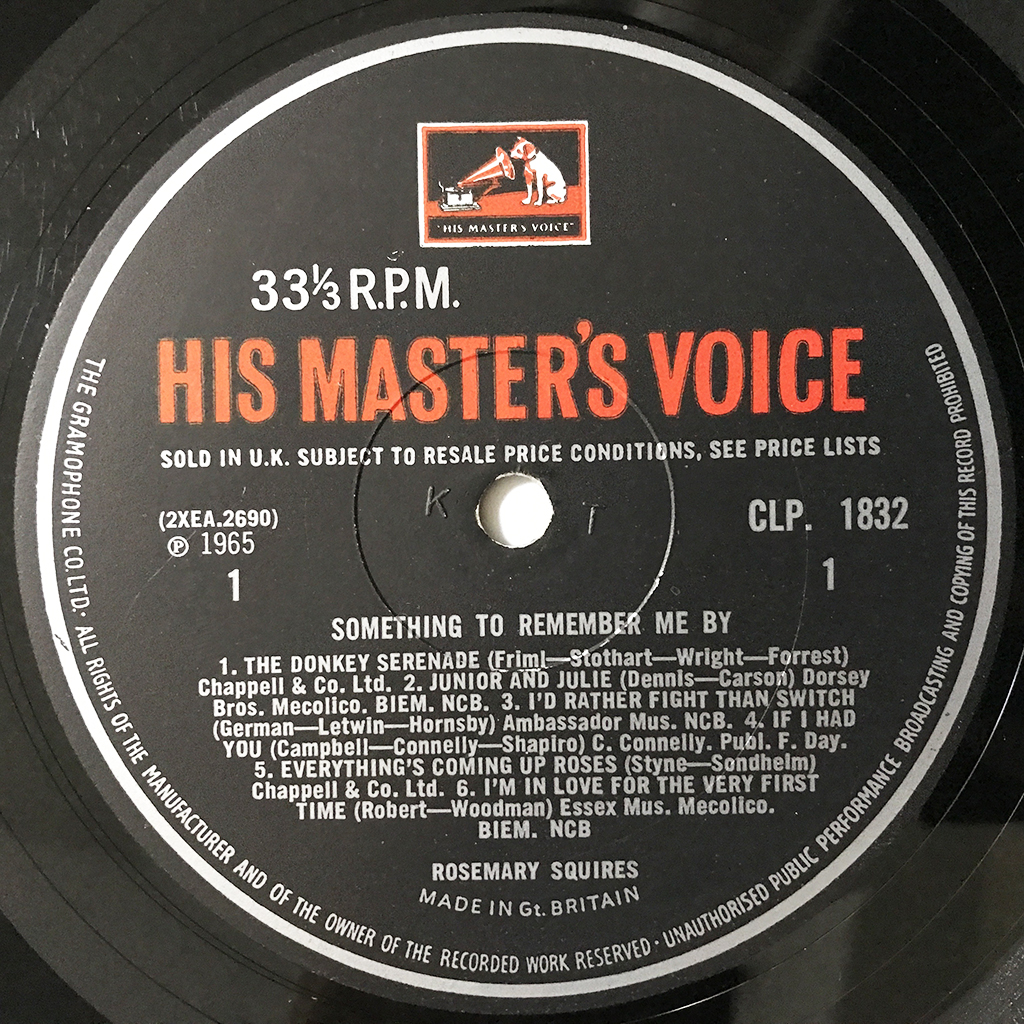 "HIS MASTER'S VOICE"
33⅓ R.P.M.
HIS MASTER'S VOICE
SOLD IN U.K. SUBJECT TO RESALE PRICE CONDITIONS, SEE PRICE LISTS
K T
(2XEA.2690)
CLP. 1832
℗ 1965
1
1
SOMETHING TO REMEMBER ME BY
1. THE DONKEY SERENADE (Friml—Stothart—Wright—Forrest)
Chappell & Co. Ltd. 2. JUNIOR AND JULIE (Dennis—Carson) Dorsey
Bros. Mecolico. BIEM. NCB. 3. I'D RATHER FIGHT THAN SWITCH
(German—Letwin—Hornsby) Ambassador Mus. NCB. 4. IF I HAD
YOU (Campbell—Connelly—Shapiro) C. Connelly. Publ. F. Day.
5. EVERYTHING'S COMING UP ROSES (Styne—Sondheim)
Chappell & Co. Ltd. 6. I'M IN LOVE FOR THE VERY FIRST
TIME (Robert—Woodman) Essex Mus. Mecolico.
BIEM. NCB
ROSEMARY SQUIRES
MADE IN Gt. BRITAIN
THE GRAMOPHONE CO. LTD. · ALL RIGHTS OF THE MANUFACTURER AND OF THE OWNER OF THE RECORDED WORK RESERVED · UNAUTHORISED PUBLIC PERFORMANCE BROADCASTING AND COPYING OF THIS RECORD PROHIBITED